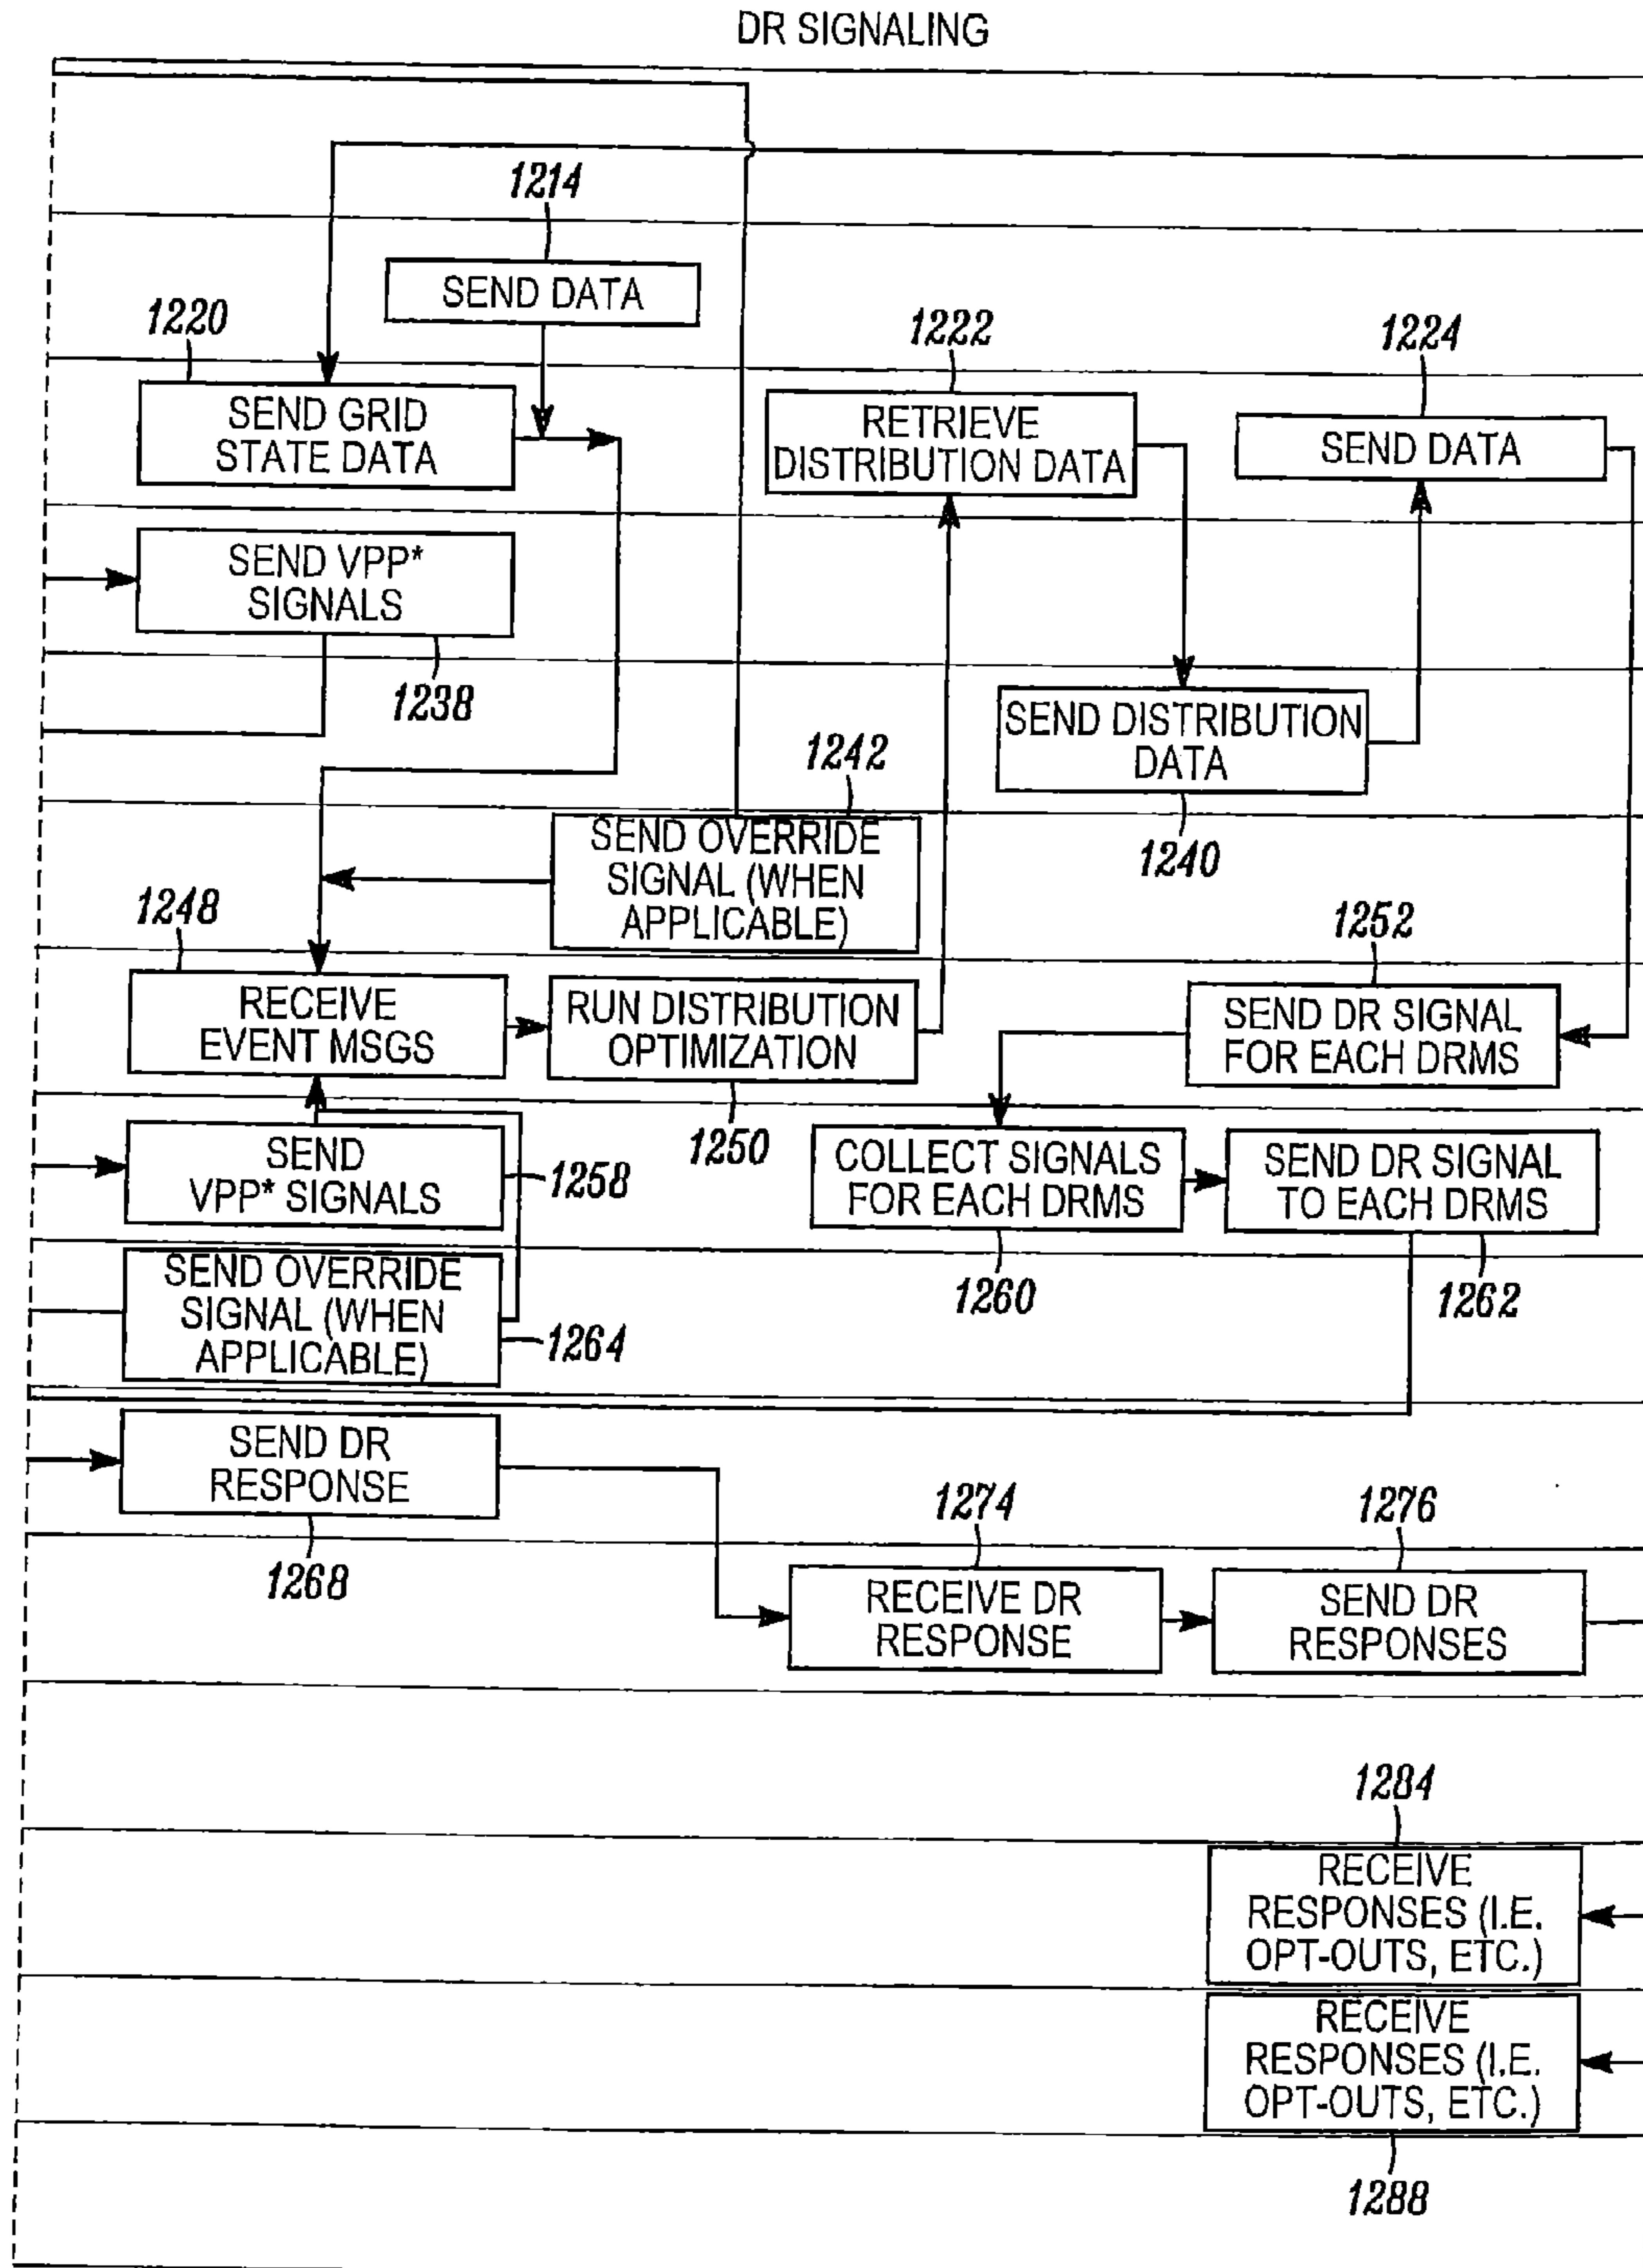 DR SIGNALING
1214
SEND DATA
1220
SEND GRID
STATE DATA
1222
RETRIEVE
DISTRIBUTION DATA
1224
SEND DATA
SEND VPP*
SIGNALS
1238
SEND DISTRIBUTION
DATA
1240
1242
SEND OVERRIDE
SIGNAL (WHEN
APPLICABLE)
1248
RECEIVE
EVENT MSGS
RUN DISTRIBUTION
OPTIMIZATION
1250
1252
SEND DR SIGNAL
FOR EACH DRMS
SEND
VPP* SIGNALS
1258
COLLECT SIGNALS
FOR EACH DRMS
1260
SEND DR SIGNAL
TO EACH DRMS
1262
SEND OVERRIDE
SIGNAL (WHEN
APPLICABLE)
1264
SEND DR
RESPONSE
1268
1274
RECEIVE DR
RESPONSE
1276
SEND DR
RESPONSES
1284
RECEIVE
RESPONSES (I.E.
OPT-OUTS, ETC.)
RECEIVE
RESPONSES (I.E.
OPT-OUTS, ETC.)
1288